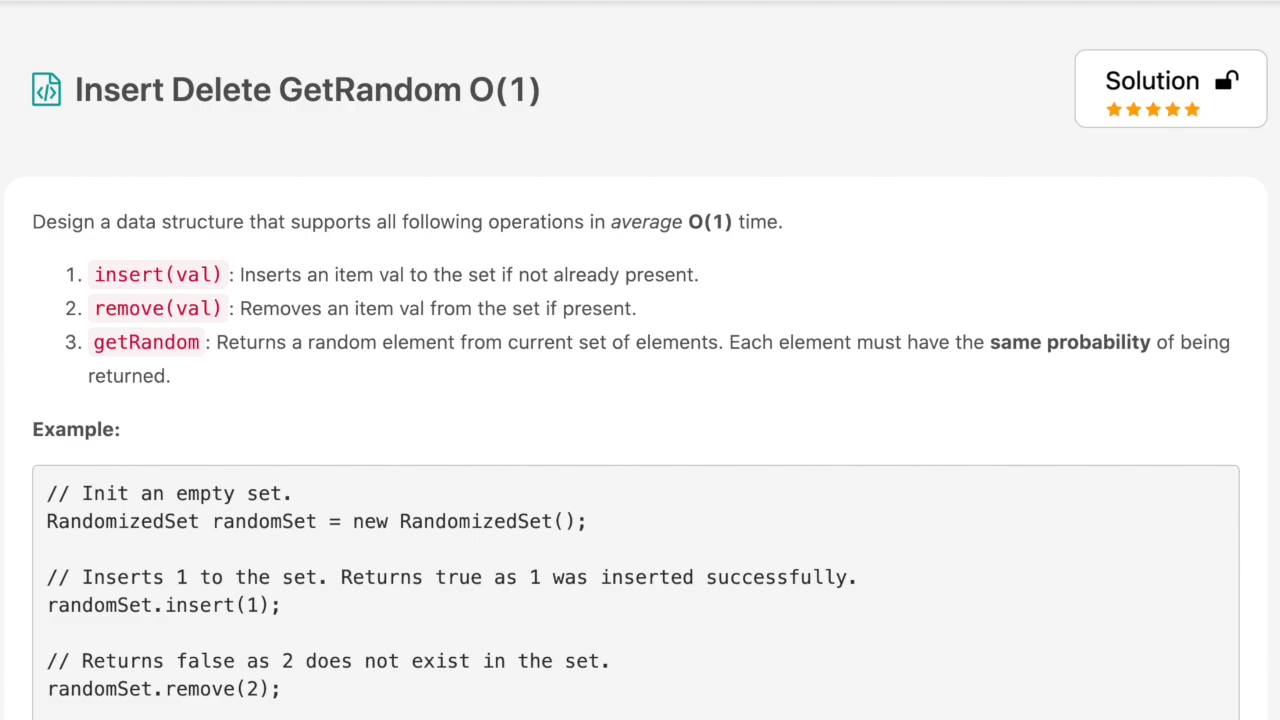 Insert Delete GetRandom O(1)
Solution
Design a data structure that supports all following operations in average O(1) time.
1. insert(val): Inserts an item val to the set if not already present.
2. remove(val): Removes an item val from the set if present.
3. getRandom: Returns a random element from current set of elements. Each element must have the same probability of being
returned.
Example:
// Init an empty set.
RandomizedSet randomSet = new RandomizedSet();
// Inserts 1 to the set. Returns true as 1 was inserted successfully.
randomSet.insert(1);
// Returns false as 2 does not exist in the set.
randomSet.remove(2);